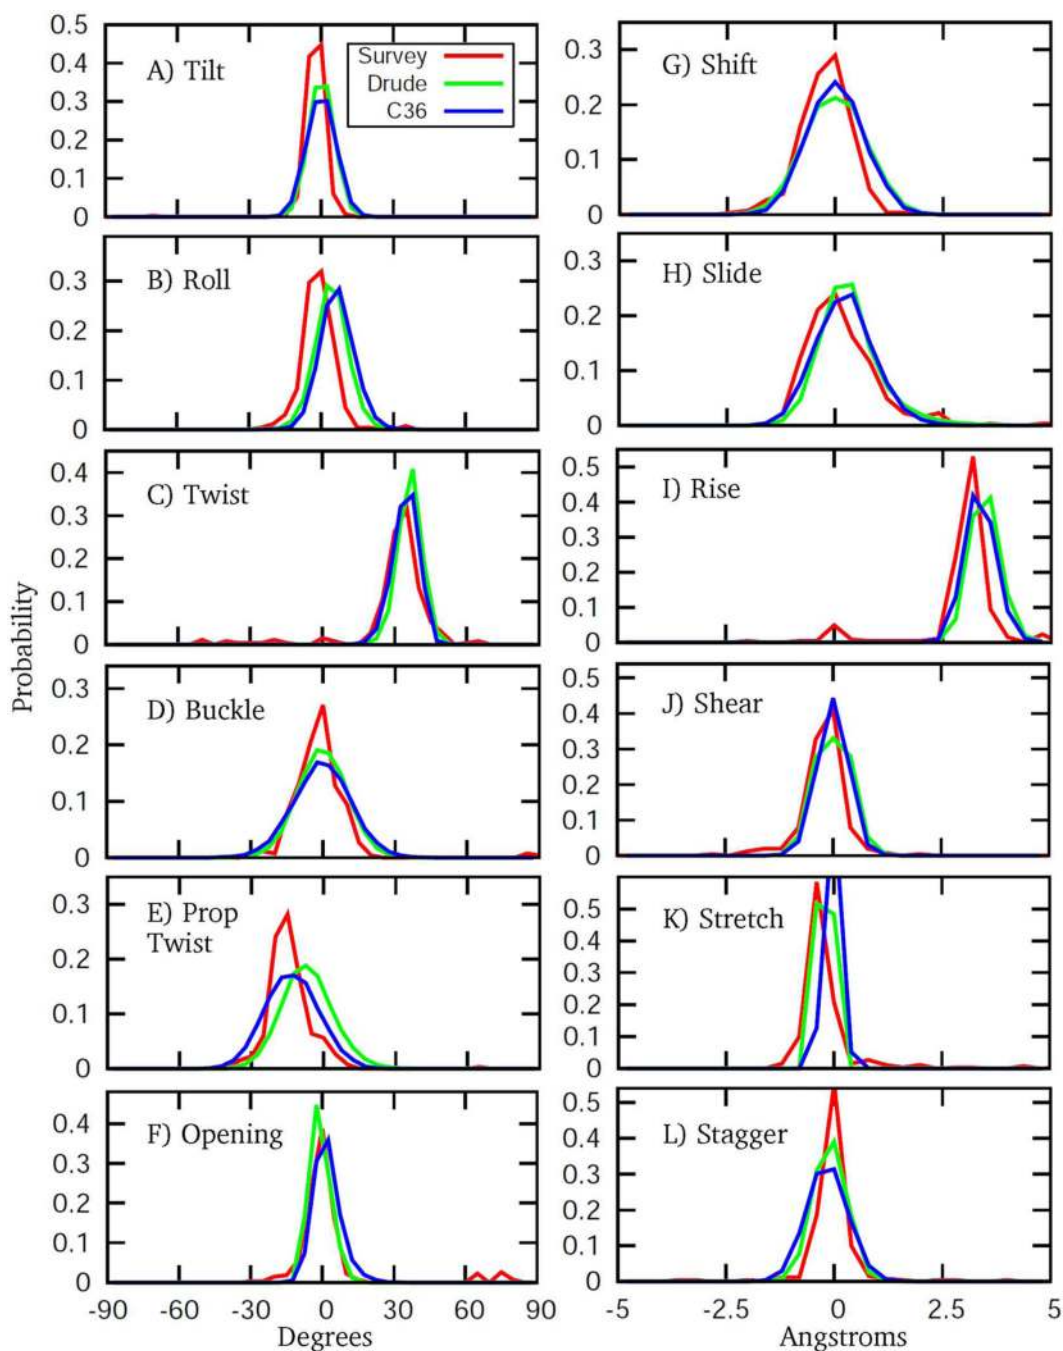 0.5
0.4
0.3
0.2
0.1
0
A) Tilt
Survey
Drude
C36
0.3
0.2
0.1
0
G) Shift
0.3
0.2
0.1
0
B) Roll
0.3
0.2
0.1
0
H) Slide
0.4
0.3
0.2
0.1
0
C) Twist
0.5
0.4
0.3
0.2
0.1
0
I) Rise
Probability
0.3
0.2
0.1
0
D) Buckle
0.5
0.4
0.3
0.2
0.1
0
J) Shear
0.3
0.2
0.1
0
E) Prop
Twist
0.5
0.4
0.3
0.2
0.1
0
K) Stretch
0.4
0.3
0.2
0.1
0
F) Opening
-90 -60 -30 0 30 60 90
Degrees
0.5
0.4
0.3
0.2
0.1
0
L) Stagger
-5 -2.5 0 2.5 5
Angstroms